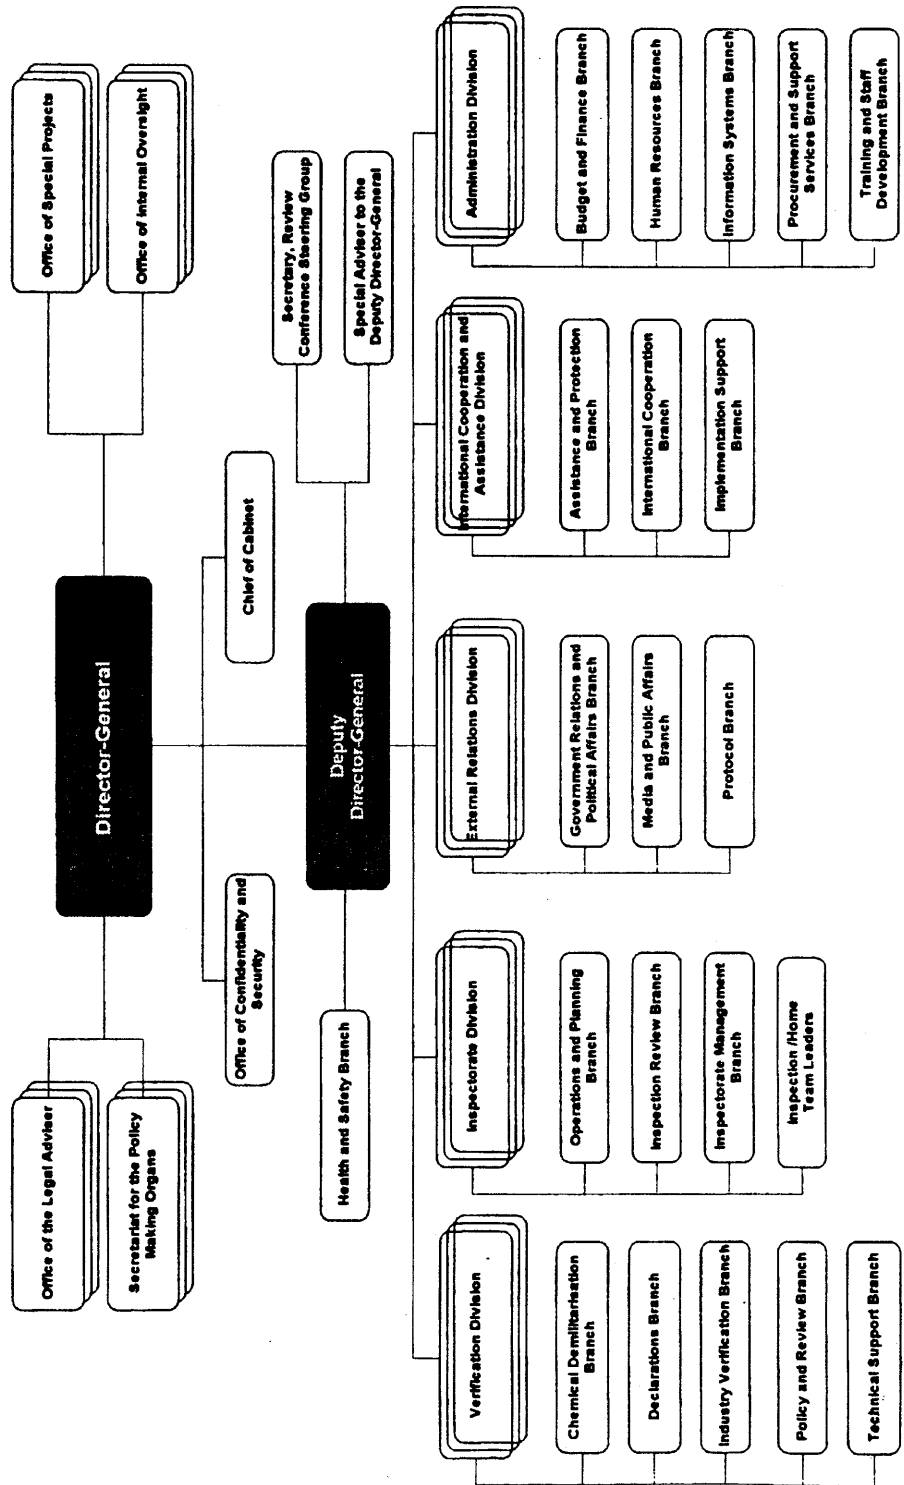 Director-General
Office of the Legal Adviser
Secretariat for the Policy
Making Organs
Office of Special Projects
Office of Internal Oversight
Office of Confidentiality and
Security
Chief of Cabinet
Deputy
Director-General
Health and Safety Branch
Secretary, Review
Conference Steering Group
Special Adviser to the
Deputy Director-General
Verification Division
Chemical Demilitarisation
Branch
Declarations Branch
Industry Verification Branch
Policy and Review Branch
Technical Support Branch
Inspectorate Division
Operations and Planning
Branch
Inspection Review Branch
Inspectorate Management
Branch
Inspection /Home
Team Leaders
External Relations Division
Government Relations and
Political Affairs Branch
Media and Public Affairs
Branch
Protocol Branch
International Cooperation and
Assistance Division
Assistance and Protection
Branch
International Cooperation
Branch
Implementation Support
Branch
Administration Division
Budget and Finance Branch
Human Resources Branch
Information Systems Branch
Procurement and Support
Services Branch
Training and Staff
Development Branch